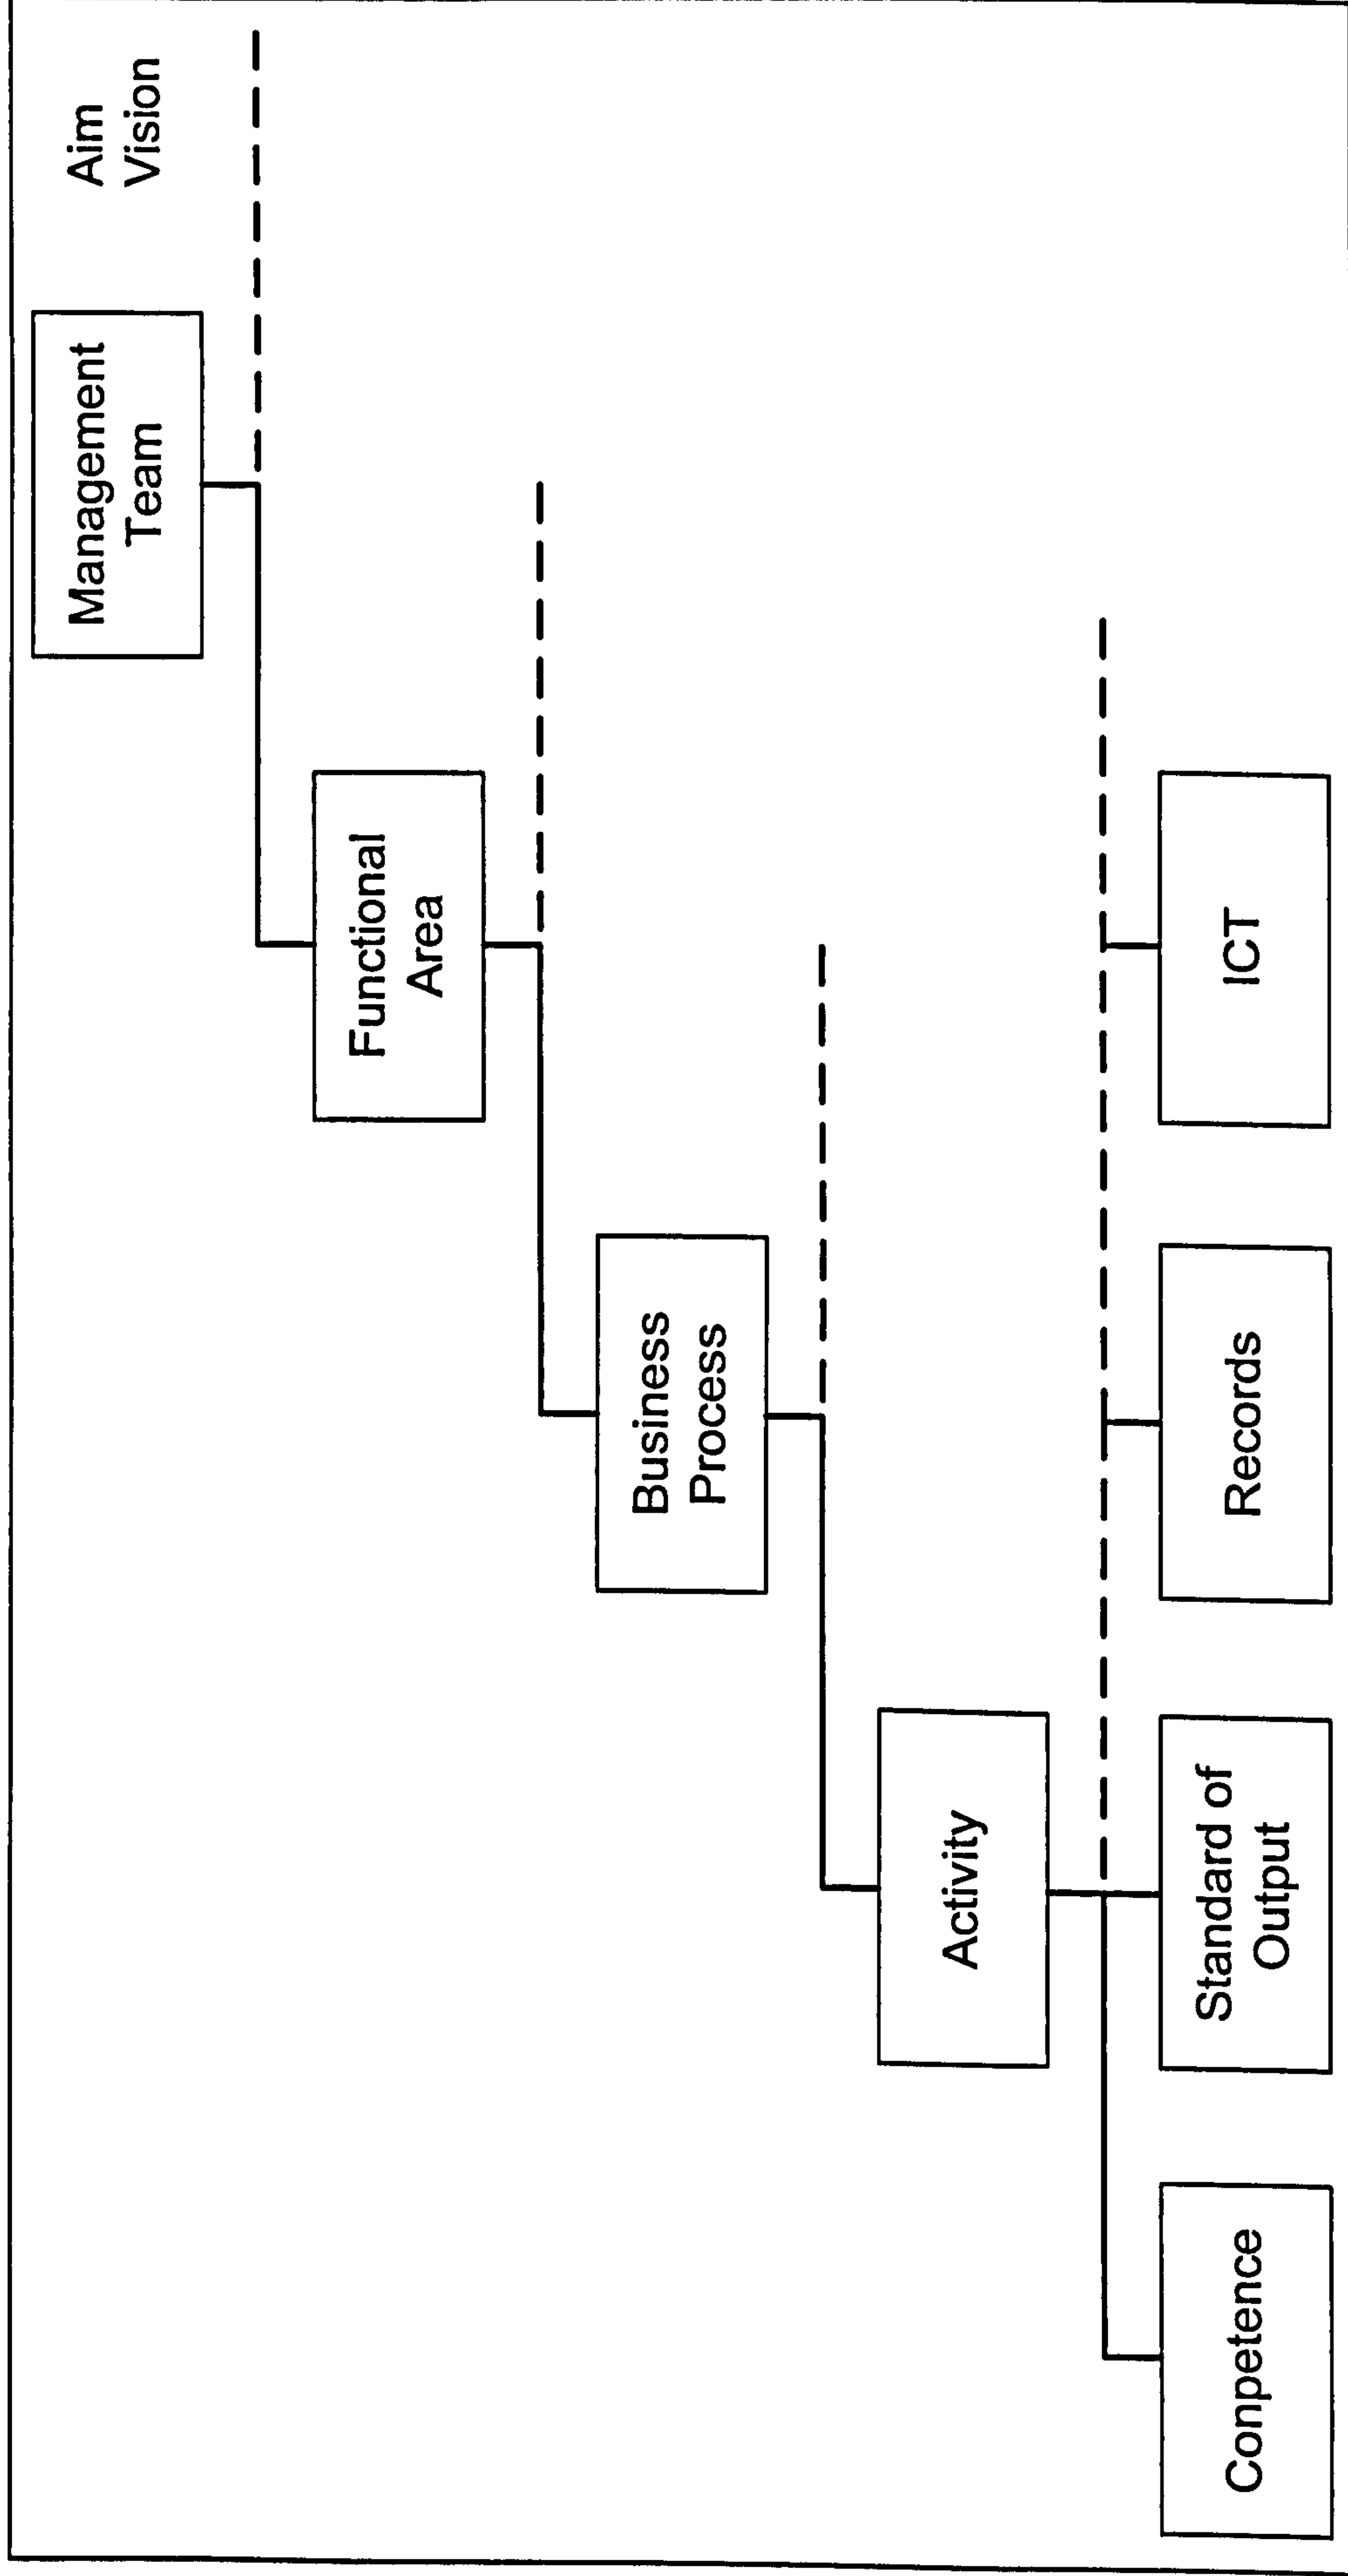 Management
Team
Aim
Vision
Functional
Area
Business
Process
Activity
Conpetence
Standard of
Output
Records
ICT